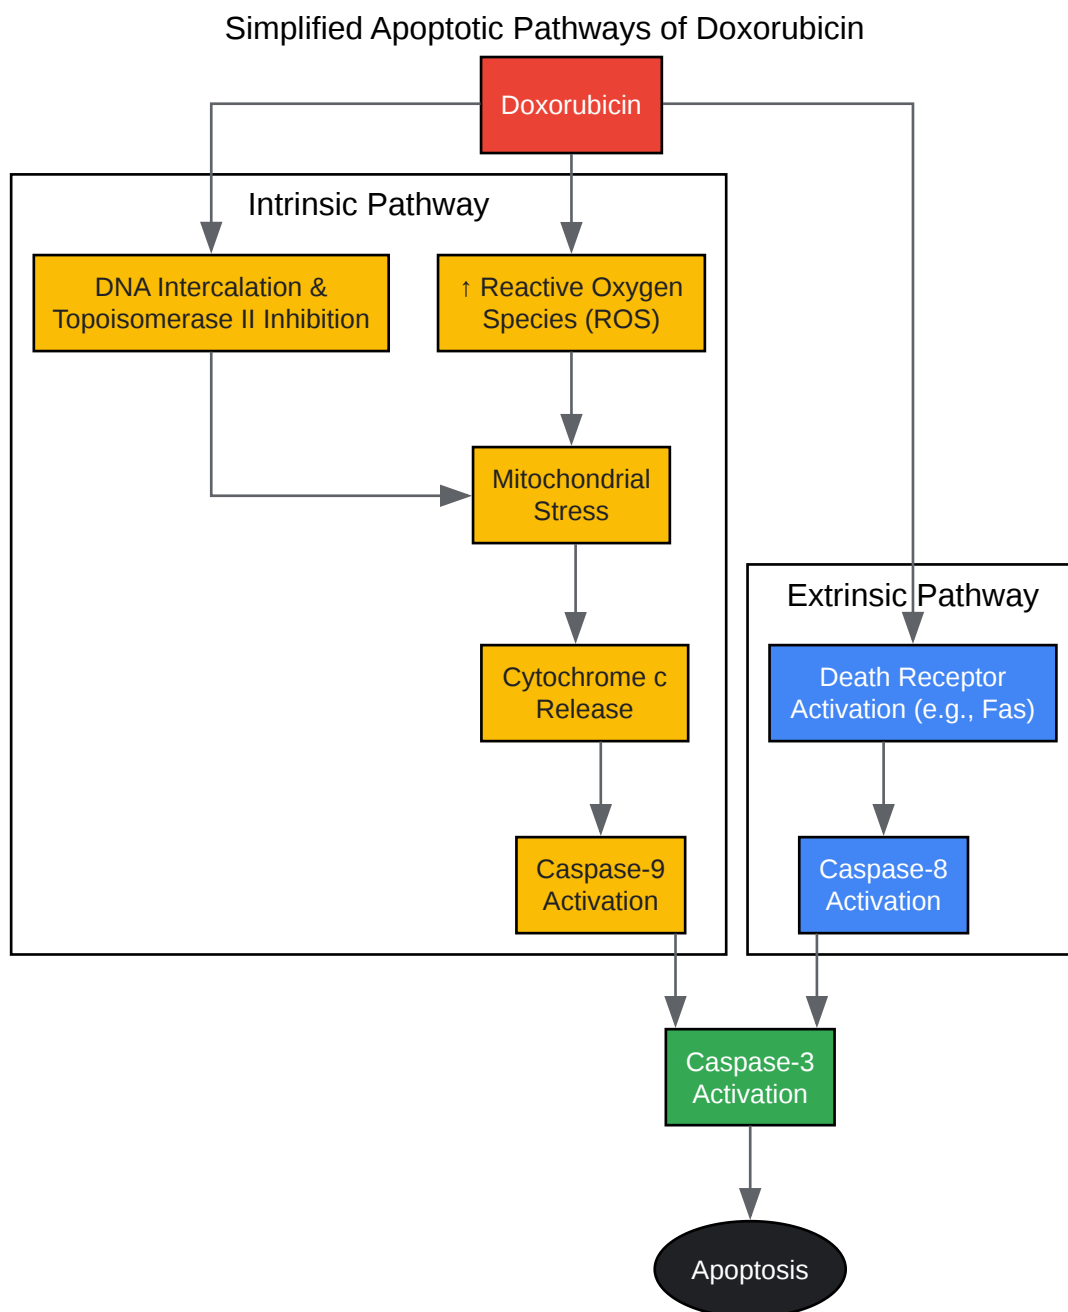 Simplified Apoptotic Pathways of Doxorubicin
Doxorubicin
Intrinsic Pathway
DNA Intercalation &
Topoisomerase II Inhibition
↑ Reactive Oxygen
Species (ROS)
Mitochondrial
Stress
Cytochrome c
Release
Caspase-9
Activation
Extrinsic Pathway
Death Receptor
Activation (e.g., Fas)
Caspase-8
Activation
Caspase-3
Activation
Apoptosis